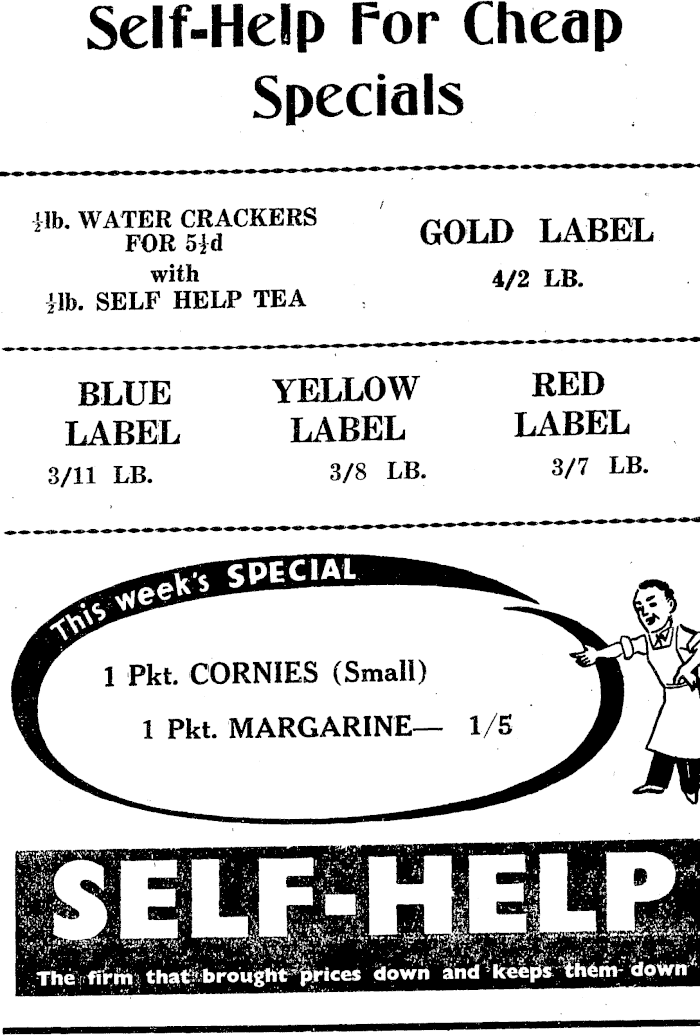 Self-Help For Cheap
Specials
½lb. WATER CRACKERS
FOR 5½d
with
½lb. SELF HELP TEA
GOLD LABEL
4/2 LB.
BLUE
LABEL
3/11 LB.
YELLOW
LABEL
3/8 LB.
RED
LABEL
3/7 LB.
This week's SPECIAL
1 Pkt. CORNIES (Small)
1 Pkt. MARGARINE— 1/5
SELF-HELP
The firm that brought prices down and keeps them down